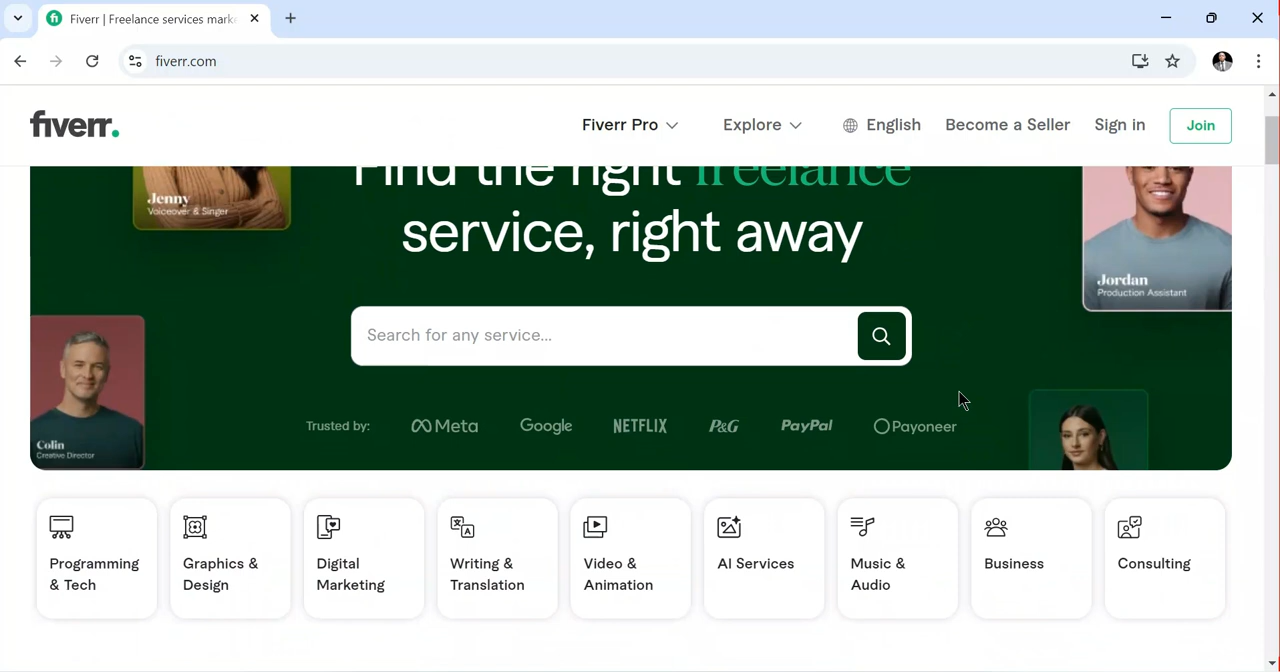 Fiverr | Freelance services mark
fiverr.com
fiverr.
Fiverr Pro
Explore
English
Become a Seller
Sign in
Join
Find the right freelance
service, right away
Jenny
Voiceover & Singer
Jordan
Production Assistant
Search for any service...
Colin
Creative Director
Trusted by:
Meta
Google
NETFLIX
P&G
PayPal
Payoneer
Programming
& Tech
Graphics &
Design
Digital
Marketing
Writing &
Translation
Video &
Animation
AI Services
Music &
Audio
Business
Consulting